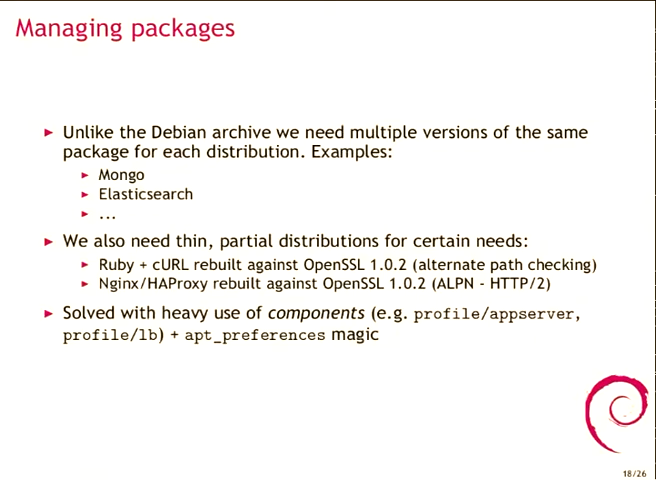 Managing packages
Unlike the Debian archive we need multiple versions of the same
package for each distribution. Examples:
Mongo
Elasticsearch
...
We also need thin, partial distributions for certain needs:
Ruby + cURL rebuilt against OpenSSL 1.0.2 (alternate path checking)
Nginx/HAProxy rebuilt against OpenSSL 1.0.2 (ALPN - HTTP/2)
Solved with heavy use of components (e.g. profile/appserver,
profile/lb) + apt_preferences magic
18/26